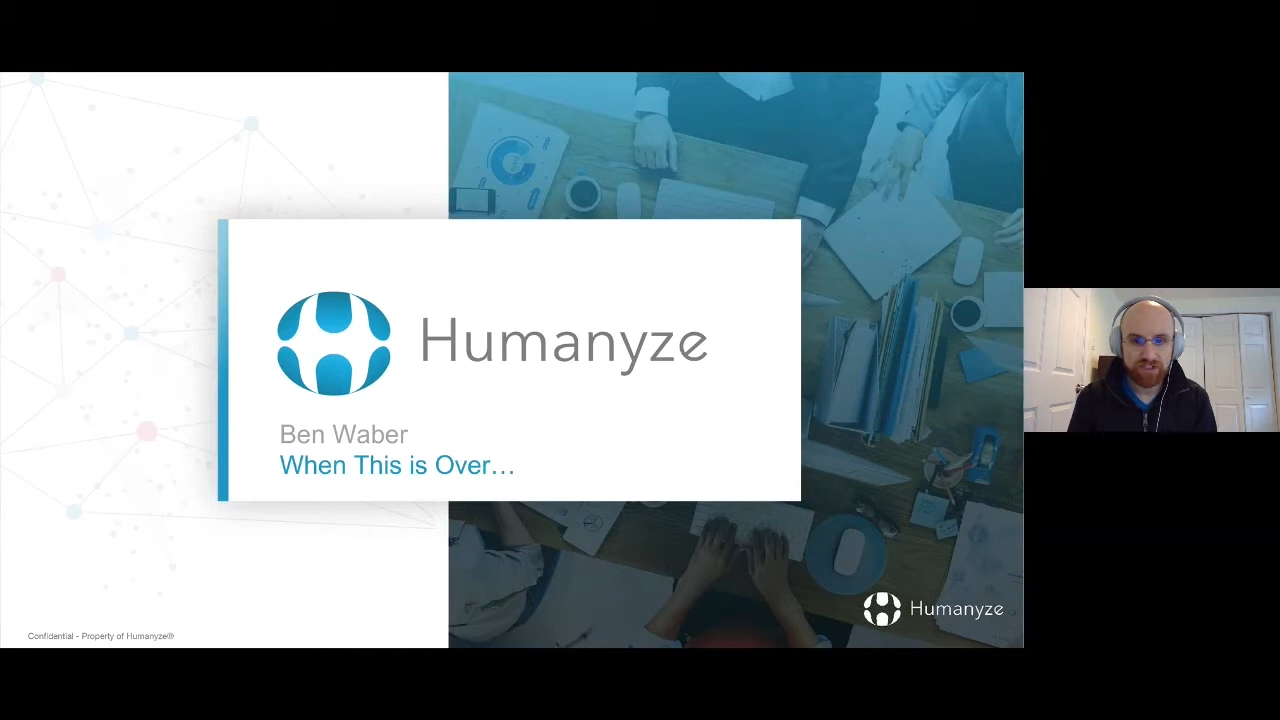 Humanyze
Ben Waber
When This is Over…
Humanyze
Confidential - Property of Humanyze®